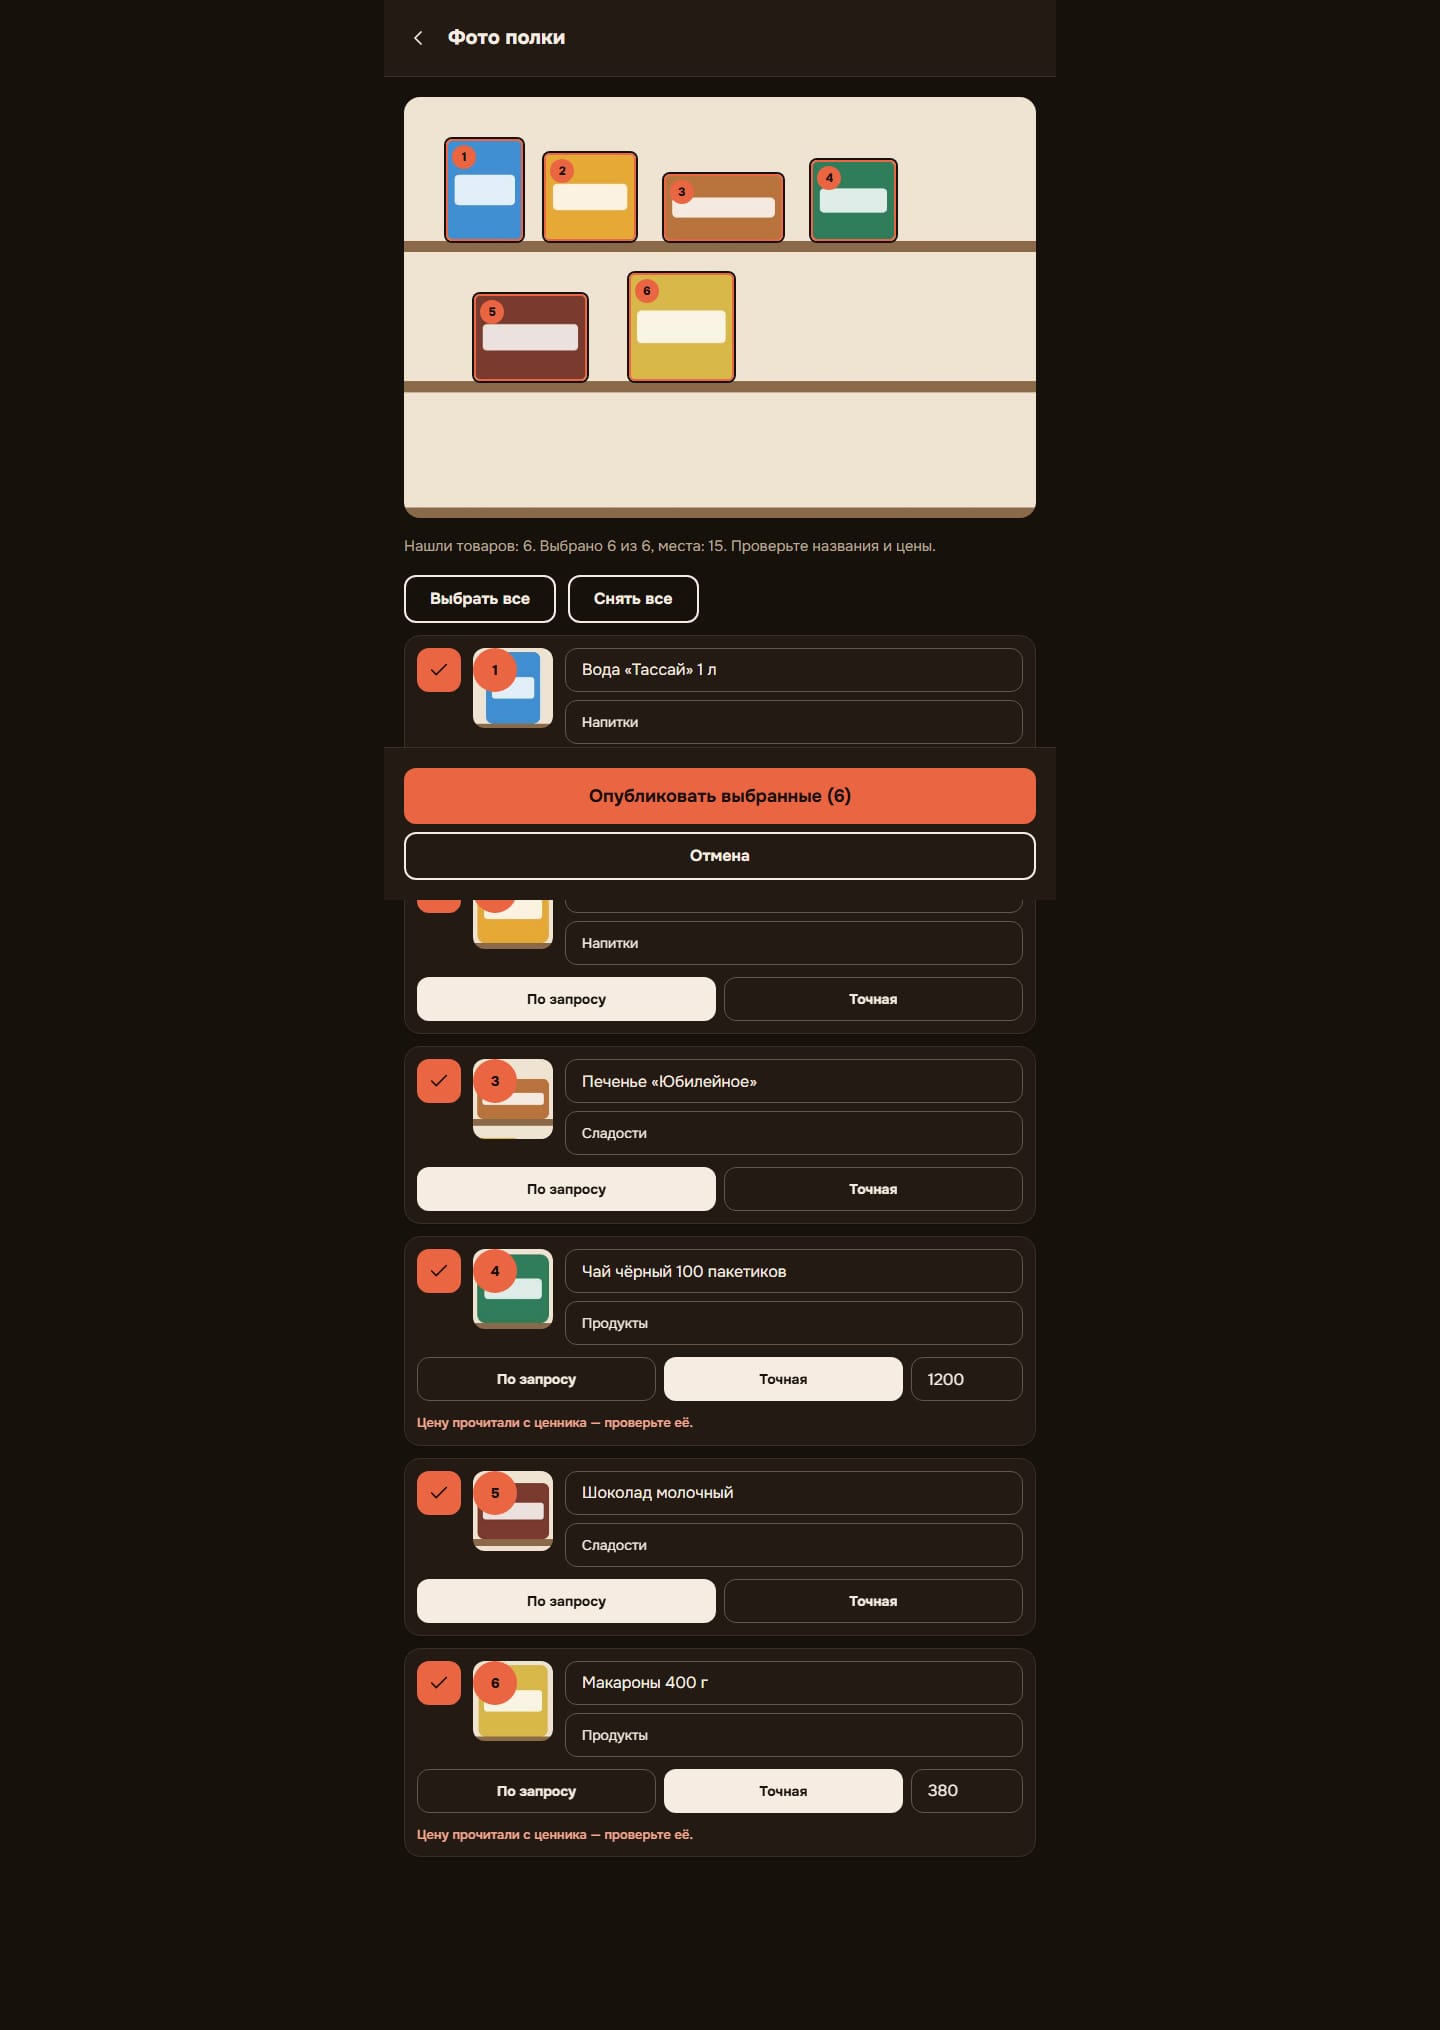 Фото полки
1
2
3
4
5
6
Нашли товаров: 6. Выбрано 6 из 6, места: 15. Проверьте названия и цены.
Выбрать все
Снять все
1
Вода «Тассай» 1 л
Напитки
Опубликовать выбранные (6)
Отмена
Напитки
По запросу
Точная
3
Печенье «Юбилейное»
Сладости
По запросу
Точная
4
Чай чёрный 100 пакетиков
Продукты
По запросу
Точная
1200
Цену прочитали с ценника — проверьте её.
5
Шоколад молочный
Сладости
По запросу
Точная
6
Макароны 400 г
Продукты
По запросу
Точная
380
Цену прочитали с ценника — проверьте её.